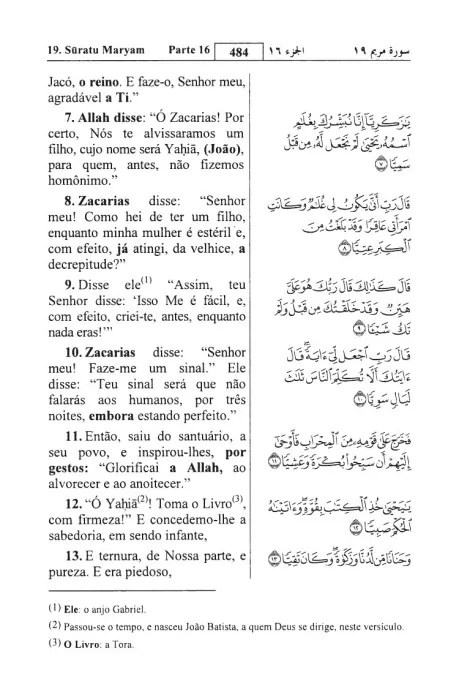 19. Sūratu Maryam Parte 16 484 الجزء ١٦ سورة مريم ١٩
Jacó, o reino. E faze-o, Senhor meu,
agradável a Ti.”
7. Allah disse: “Ó Zacarias! Por
certo, Nós te alvissaramos um
filho, cujo nome será Yaḥiā, (João),
para quem, antes, não fizemos
homônimo.”
8. Zacarias disse: “Senhor
meu! Como hei de ter um filho,
enquanto minha mulher é estéril e,
com efeito, já atingi, da velhice, a
decrepitude?”
9. Disse ele(1) “Assim, teu
Senhor disse: ‘Isso Me é fácil, e,
com efeito, criei-te, antes, enquanto
nada eras!’”
10. Zacarias disse: “Senhor
meu! Faze-me um sinal.” Ele
disse: “Teu sinal será que não
falarás aos humanos, por três
noites, embora estando perfeito.”
11. Então, saiu do santuário, a
seu povo, e inspirou-lhes, por
gestos: “Glorificai a Allah, ao
alvorecer e ao anoitecer.”
12. “Ó Yaḥiā(2)! Toma o Livro(3),
com firmeza!” E concedemo-lhe a
sabedoria, em sendo infante,
13. E ternura, de Nossa parte, e
pureza. E era piedoso,
يَٰزَكَرِيَّآ إِنَّا نُبَشِّرُكَ بِغُلَٰمٍ
ٱسْمُهُۥ يَحْيَىٰ لَمْ نَجْعَل لَّهُۥ مِن قَبْلُ
سَمِيًّا ٧
قَالَ رَبِّ أَنَّىٰ يَكُونُ لِى غُلَٰمٌ وَكَانَتِ
ٱمْرَأَتِى عَاقِرًا وَقَدْ بَلَغْتُ مِنَ
ٱلْكِبَرِ عِتِيًّا ٨
قَالَ كَذَٰلِكَ قَالَ رَبُّكَ هُوَ عَلَىَّ
هَيِّنٌ وَقَدْ خَلَقْتُكَ مِن قَبْلُ وَلَمْ
تَكُ شَيْـًٔا ٩
قَالَ رَبِّ ٱجْعَل لِّىٓ ءَايَةً قَالَ
ءَايَتُكَ أَلَّا تُكَلِّمَ ٱلنَّاسَ ثَلَٰثَ
لَيَالٍ سَوِيًّا ١٠
فَخَرَجَ عَلَىٰ قَوْمِهِۦ مِنَ ٱلْمِحْرَابِ فَأَوْحَىٰٓ
إِلَيْهِمْ أَن سَبِّحُوا۟ بُكْرَةً وَعَشِيًّا ١١
يَٰيَحْيَىٰ خُذِ ٱلْكِتَٰبَ بِقُوَّةٍ وَءَاتَيْنَٰهُ
ٱلْحُكْمَ صَبِيًّا ١٢
وَحَنَانًا مِّن لَّدُنَّا وَزَكَوٰةً وَكَانَ تَقِيًّا ١٣
(1) Ele: o anjo Gabriel.
(2) Passou-se o tempo, e nasceu João Batista, a quem Deus se dirige, neste versículo.
(3) O Livro: a Tora.